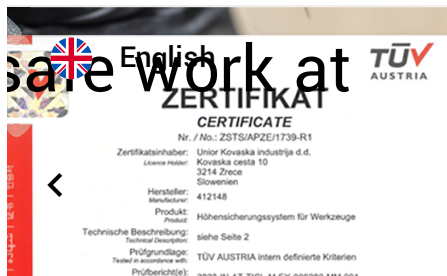 English
safe work at
TÜV
AUSTRIA
ZERTIFIKAT
CERTIFICATE
Nr. / No.: ZSTS/APZE/1739-R1
Zertifikatsinhaber: Unior Kovaska industrija d.d.
Licence Holder: Kovaska cesta 10
3214 Zrece
Slowenien
Hersteller: 412148
Manufacturer:
Produkt: Höhensicherungssystem für Werkzeuge
Product:
Technische Beschreibung: siehe Seite 2
Technical Description:
Prüfgrundlage: TÜV AUSTRIA intern definierte Kriterien
Tested in accordance with:
Prüfbericht(e):